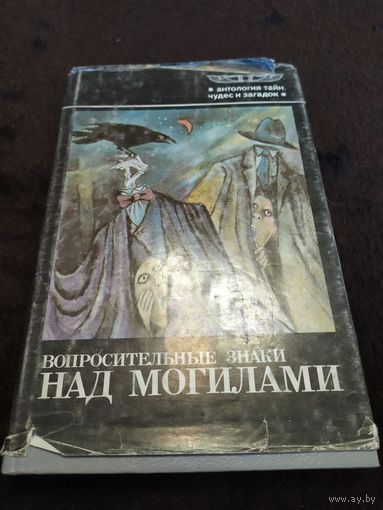 * антология тайн,
чудес и загадок *
ВОПРОСИТЕЛЬНЫЕ ЗНАКИ
НАД МОГИЛАМИ
www.ay.by